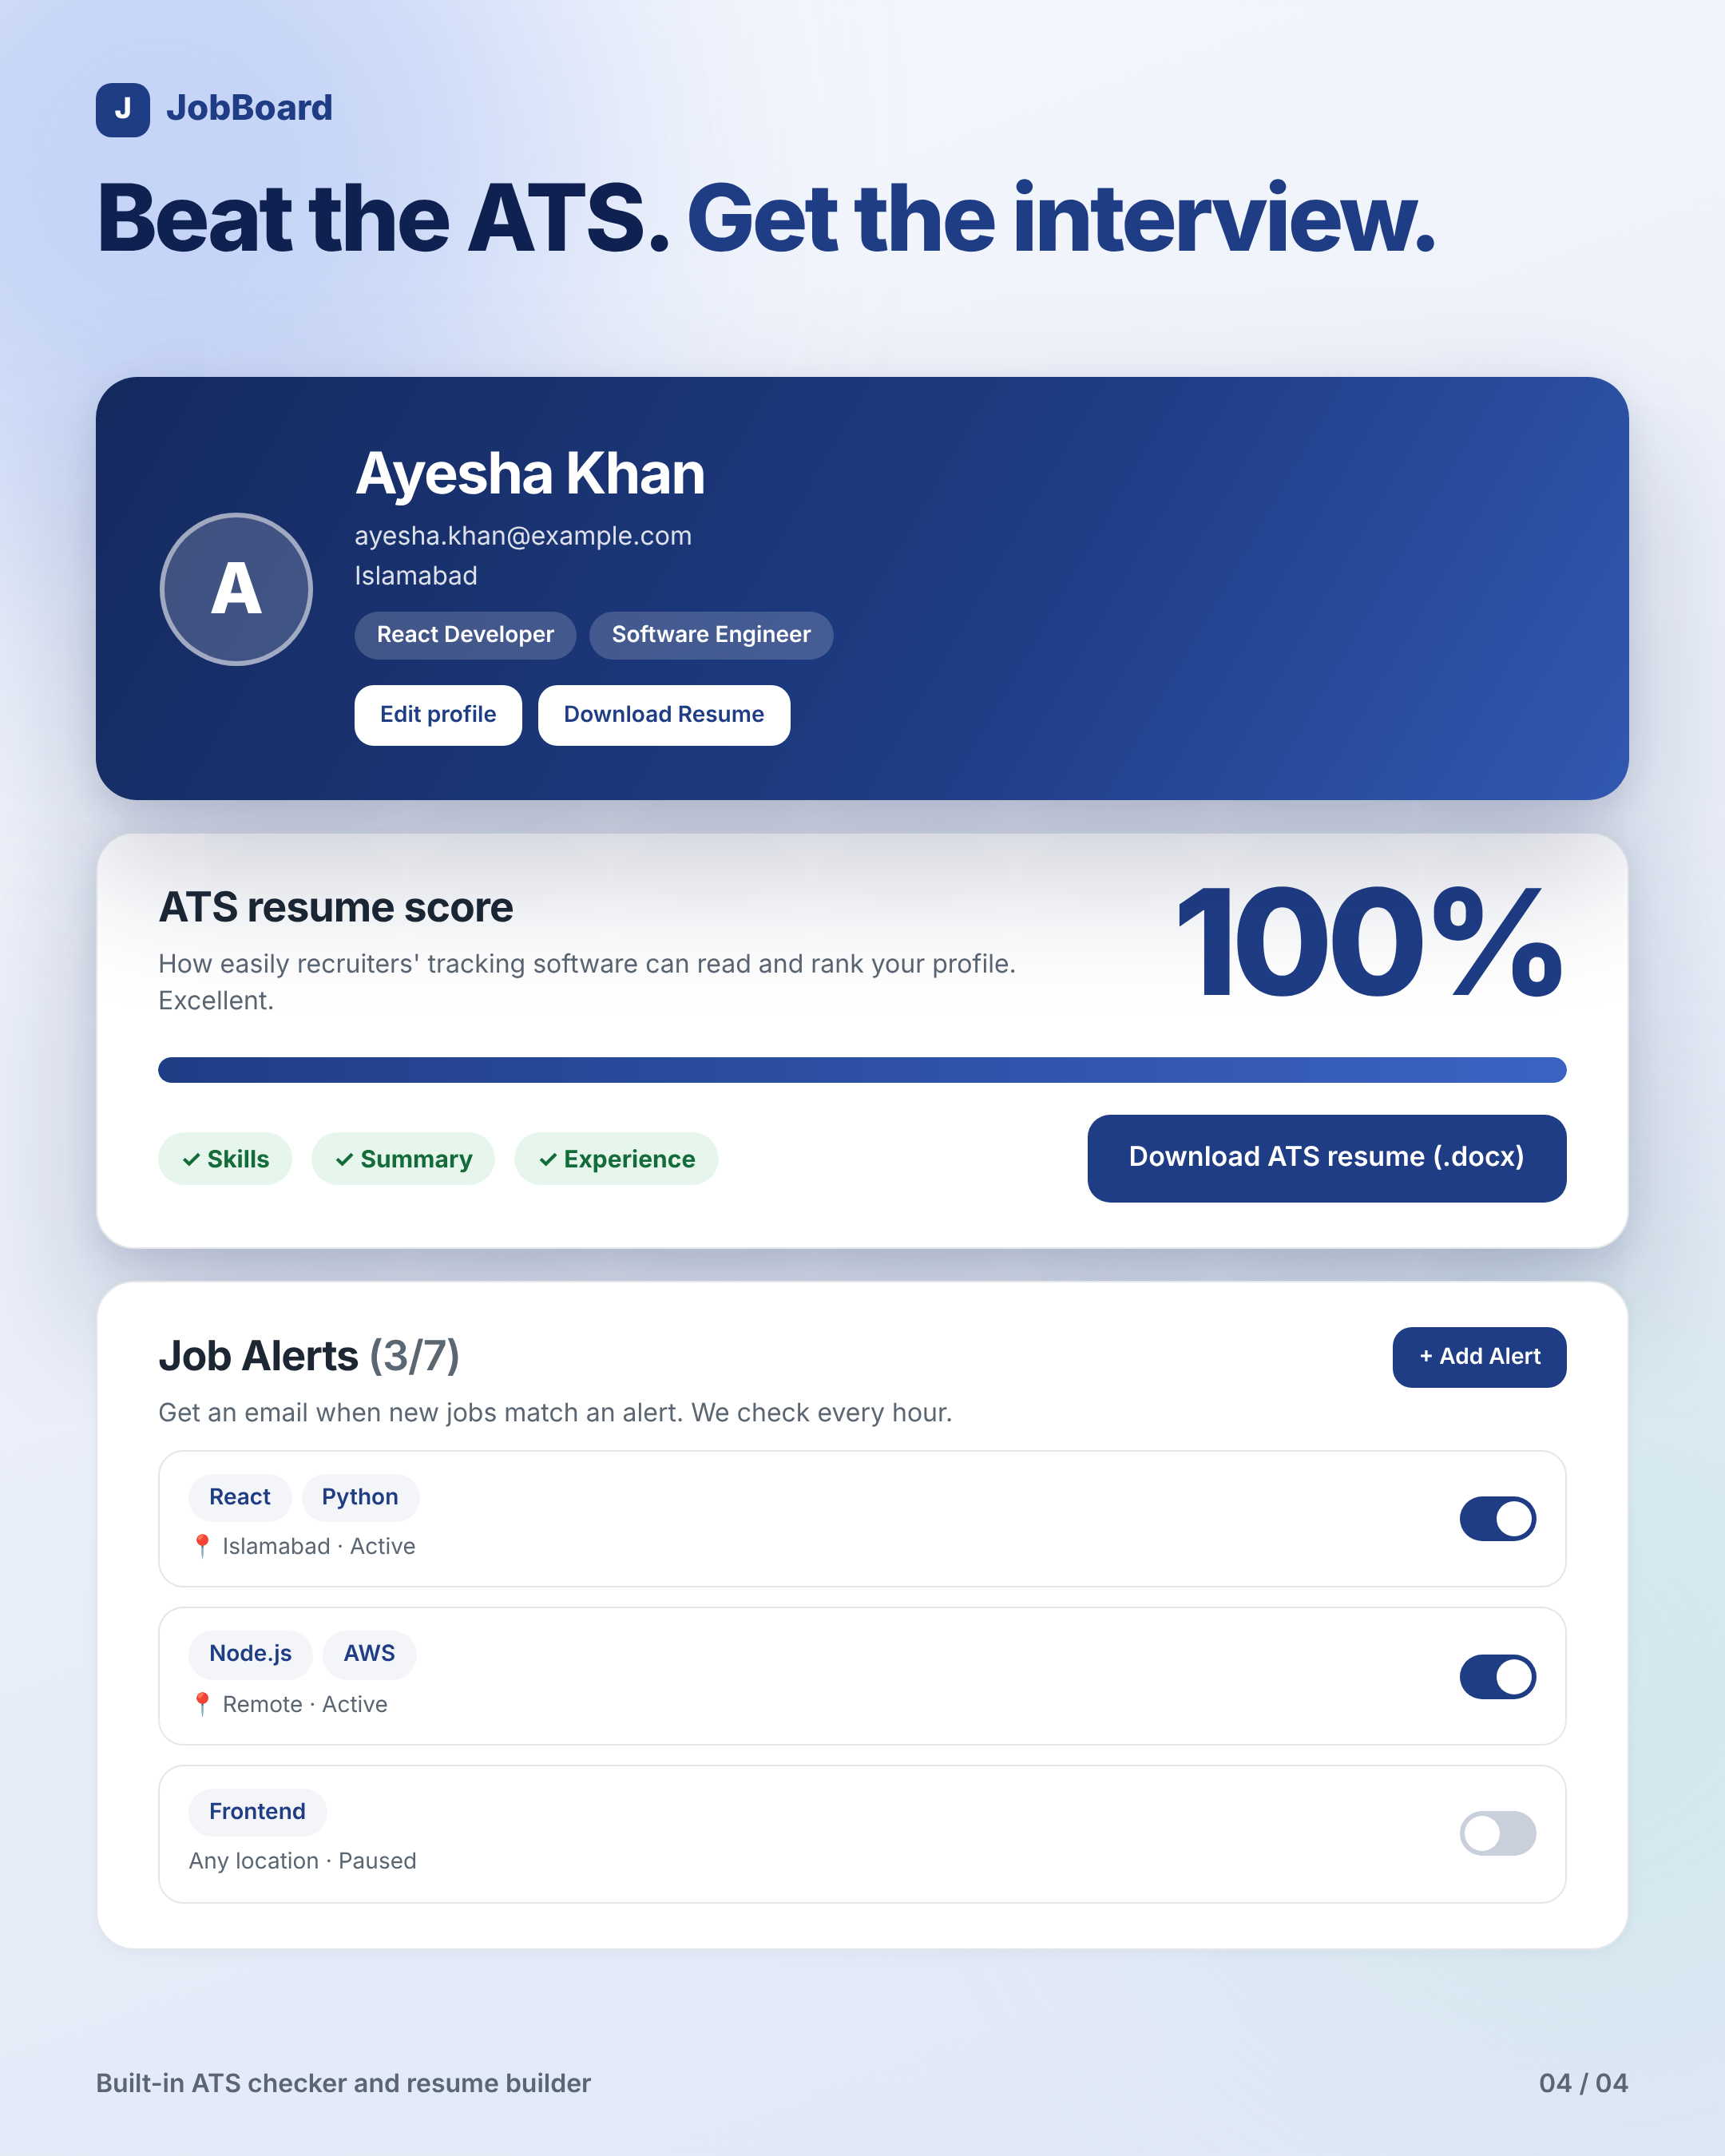 J JobBoard
Beat the ATS. Get the interview.
A
Ayesha Khan
ayesha.khan@example.com
Islamabad
React Developer Software Engineer
Edit profile Download Resume
ATS resume score
100%
How easily recruiters' tracking software can read and rank your profile.
Excellent.
✓ Skills ✓ Summary ✓ Experience
Download ATS resume (.docx)
Job Alerts (3/7)
+ Add Alert
Get an email when new jobs match an alert. We check every hour.
React Python
📍 Islamabad · Active
Node.js AWS
📍 Remote · Active
Frontend
Any location · Paused
Built-in ATS checker and resume builder
04 / 04